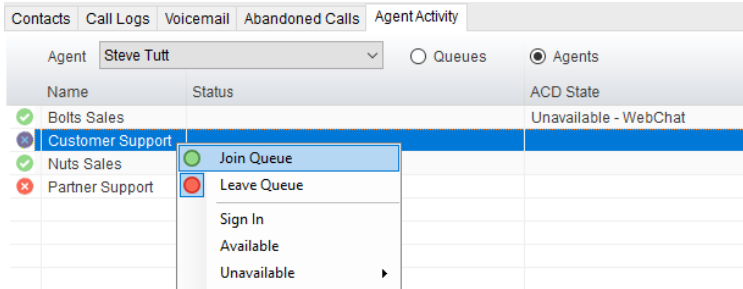 Contacts Call Logs Voicemail Abandoned Calls Agent Activity
Agent Steve Tutt Queues Agents
Name Status ACD State
Bolts Sales Unavailable - WebChat
Customer Support
Join Queue
Nuts Sales
Leave Queue
Partner Support
Sign In
Available
Unavailable